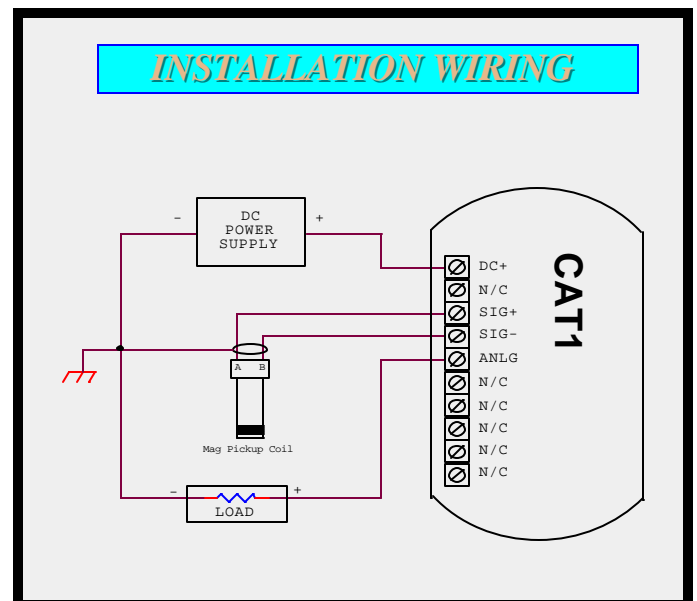 INSTALLATION WIRING
-
DC
POWER
SUPPLY
+
DC+
N/C
SIG+
SIG-
ANLG
N/C
N/C
N/C
N/C
N/C
CAT1
A B
Mag Pickup Coil
-
+
LOAD